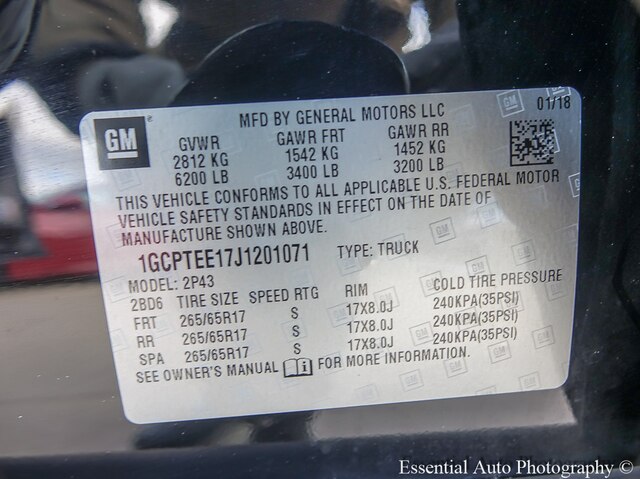 MFD BY GENERAL MOTORS LLC 01/18
GM GVWR GAWR FRT GAWR RR
2812 KG 1542 KG 1452 KG
6200 LB 3400 LB 3200 LB
THIS VEHICLE CONFORMS TO ALL APPLICABLE U.S. FEDERAL MOTOR
VEHICLE SAFETY STANDARDS IN EFFECT ON THE DATE OF
MANUFACTURE SHOWN ABOVE.
1GCPTEE17J1201071 TYPE: TRUCK
MODEL: 2P43
2BD6 TIRE SIZE SPEED RTG RIM COLD TIRE PRESSURE
FRT 265/65R17 S 17X8.0J 240KPA(35PSI)
RR 265/65R17 S 17X8.0J 240KPA(35PSI)
SPA 265/65R17 S 17X8.0J 240KPA(35PSI)
SEE OWNER'S MANUAL FOR MORE INFORMATION.
Essential Auto Photography ©